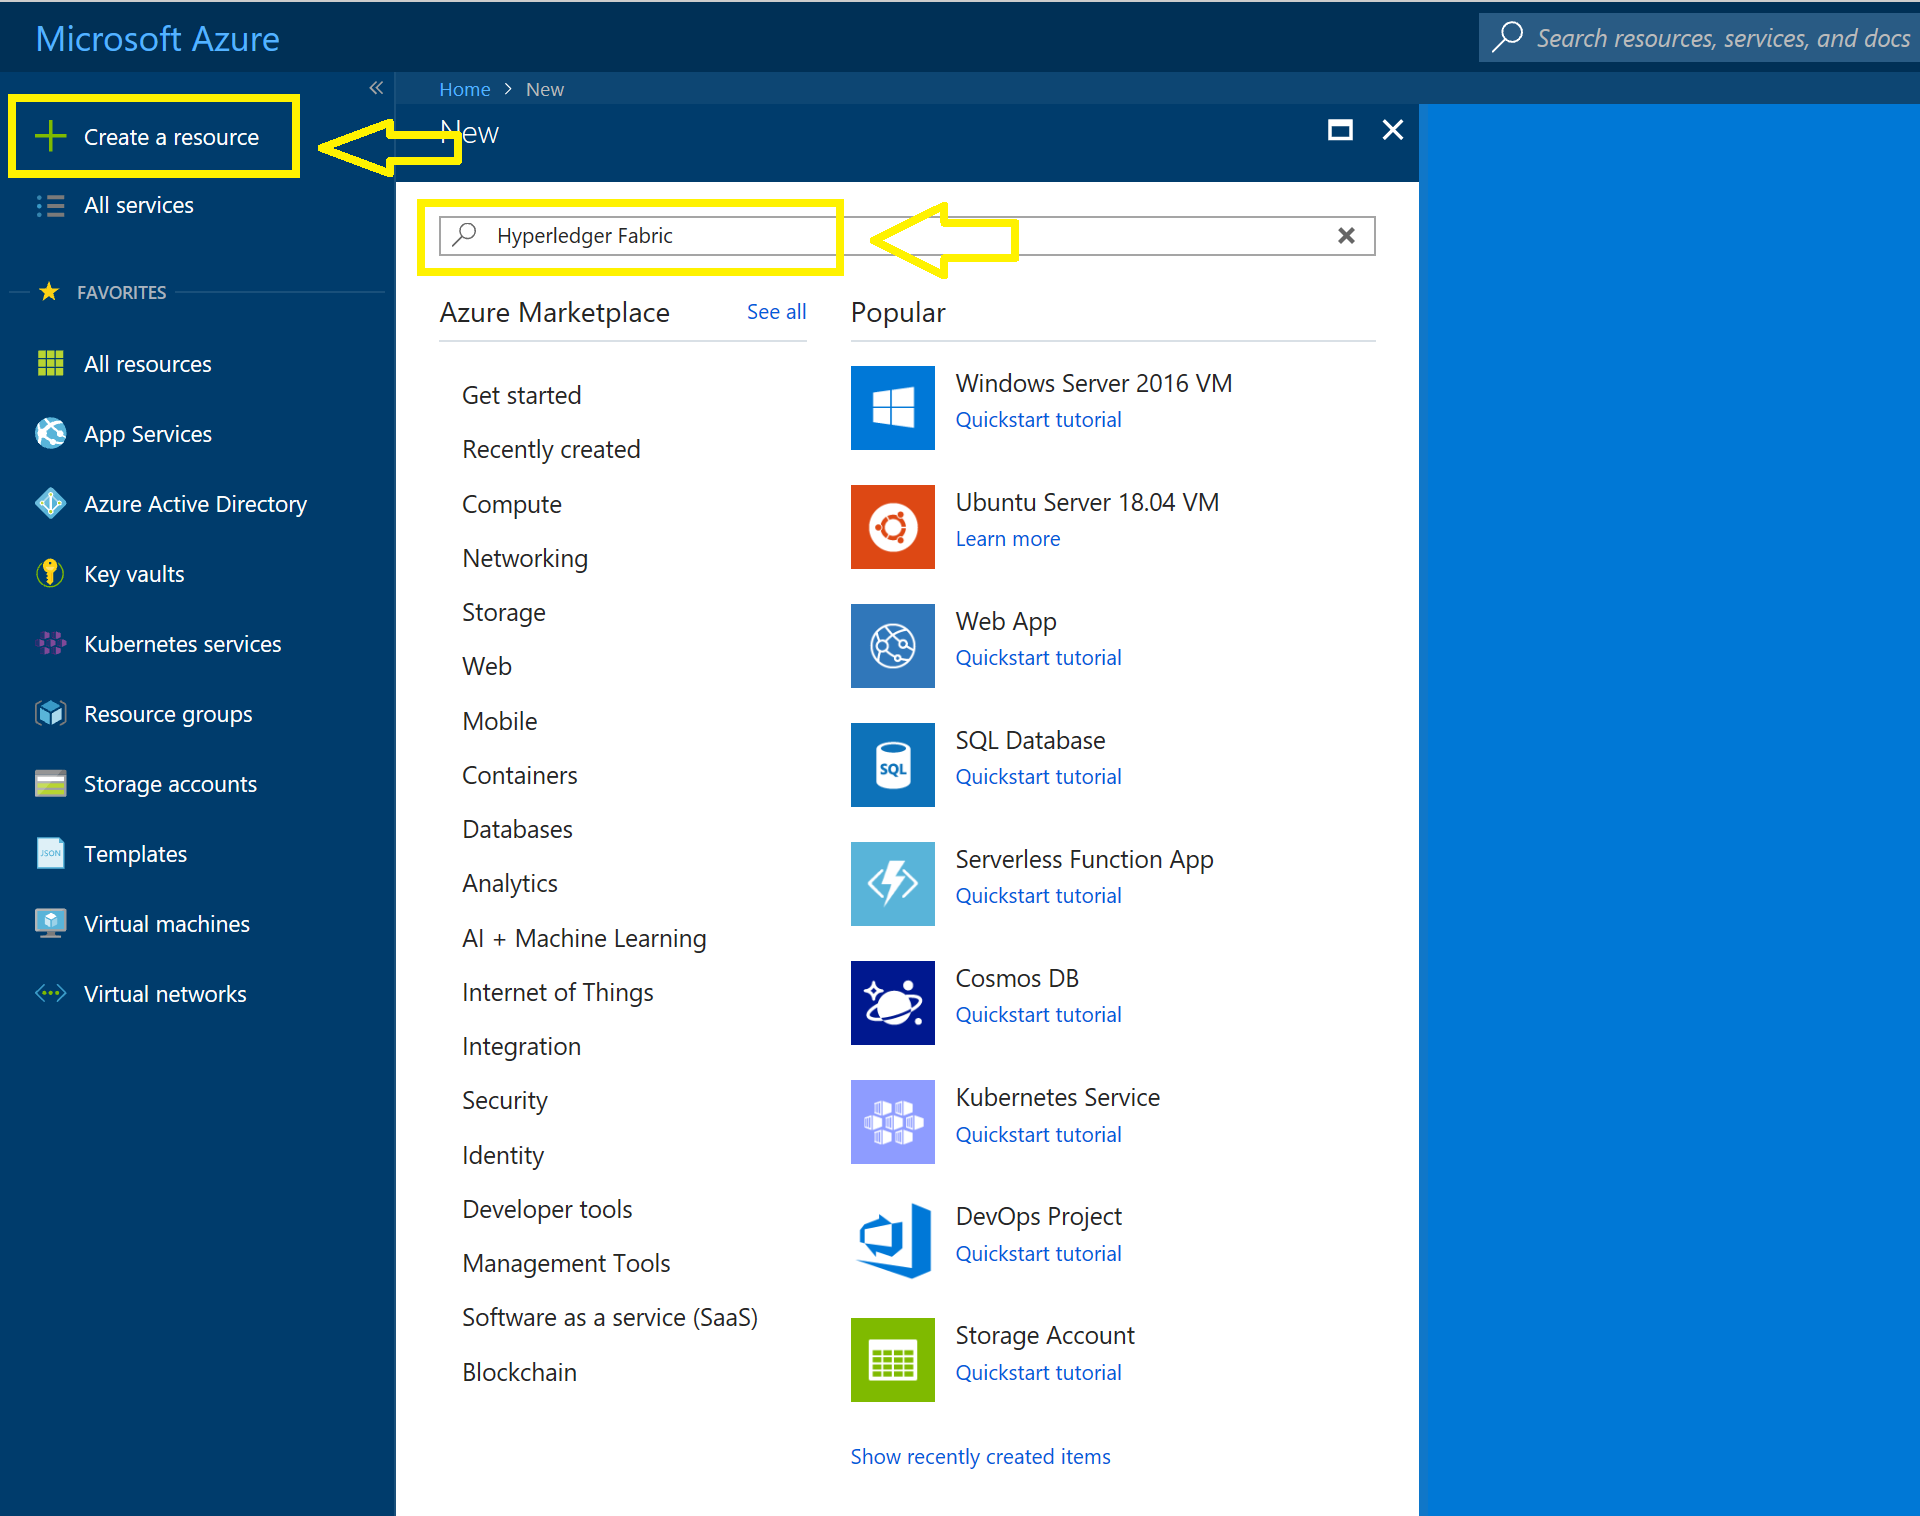 Microsoft Azure
Search resources, services, and docs
Home > New
Create a resource
New
All services
Hyperledger Fabric
FAVORITES
All resources
App Services
Azure Active Directory
Key vaults
Kubernetes services
Resource groups
Storage accounts
JSON
Templates
Virtual machines
Virtual networks
Azure Marketplace
See all
Get started
Recently created
Compute
Networking
Storage
Web
Mobile
Containers
Databases
Analytics
AI + Machine Learning
Internet of Things
Integration
Security
Identity
Developer tools
Management Tools
Software as a service (SaaS)
Blockchain
Popular
Windows Server 2016 VM
Quickstart tutorial
Ubuntu Server 18.04 VM
Learn more
Web App
Quickstart tutorial
SQL
SQL Database
Quickstart tutorial
Serverless Function App
Quickstart tutorial
Cosmos DB
Quickstart tutorial
Kubernetes Service
Quickstart tutorial
DevOps Project
Quickstart tutorial
Storage Account
Quickstart tutorial
Show recently created items